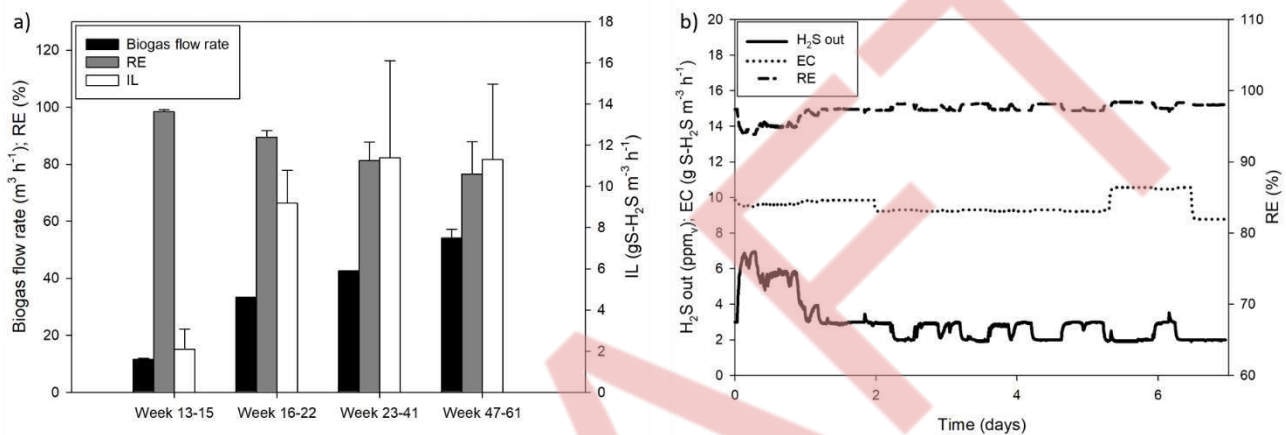 a)
Biogas flow rate
RE
IL
Biogas flow rate (m³ h⁻¹); RE (%)
120
100
80
60
40
20
0
18
16
14
12
10
8
6
4
2
0
IL (gS-H₂S m⁻³ h⁻¹)
Week 13-15 Week 16-22 Week 23-41 Week 47-61
b)
H₂S out
EC
RE
H₂S out (ppmᵥ); EC (g S-H₂S m⁻³ h⁻¹)
20
18
16
14
12
10
8
6
4
2
0
110
100
90
80
70
60
RE (%)
0 2 4 6
Time (days)